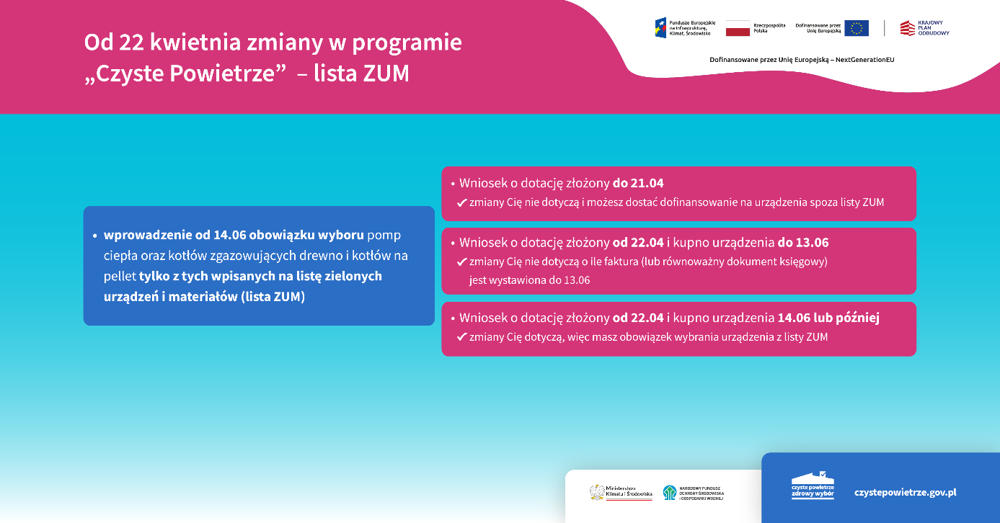 Od 22 kwietnia zmiany w programie
„Czyste Powietrze” – lista ZUM
Fundusze Europejskie
na Infrastrukturę,
Klimat, Środowisko
Rzeczpospolita
Polska
Dofinansowane przez
Unię Europejską
KRAJOWY
PLAN
ODBUDOWY
Dofinansowane przez Unię Europejską – NextGenerationEU
• wprowadzenie od 14.06 obowiązku wyboru pomp
ciepła oraz kotłów zgazowujących drewno i kotłów na
pellet tylko z tych wpisanych na listę zielonych
urządzeń i materiałów (lista ZUM)
• Wniosek o dotację złożony do 21.04
✓ zmiany Cię nie dotyczą i możesz dostać dofinansowanie na urządzenia spoza listy ZUM
• Wniosek o dotację złożony od 22.04 i kupno urządzenia do 13.06
✓ zmiany Cię nie dotyczą o ile faktura (lub równoważny dokument księgowy)
jest wystawiona do 13.06
• Wniosek o dotację złożony od 22.04 i kupno urządzenia 14.06 lub później
✓ zmiany Cię dotyczą, więc masz obowiązek wybrania urządzenia z listy ZUM
Ministerstwo
Klimatu i Środowiska
NARODOWY FUNDUSZ
OCHRONY ŚRODOWISKA
i GOSPODARKI WODNEJ
czyste powietrze
zdrowy wybór
czystepowietrze.gov.pl